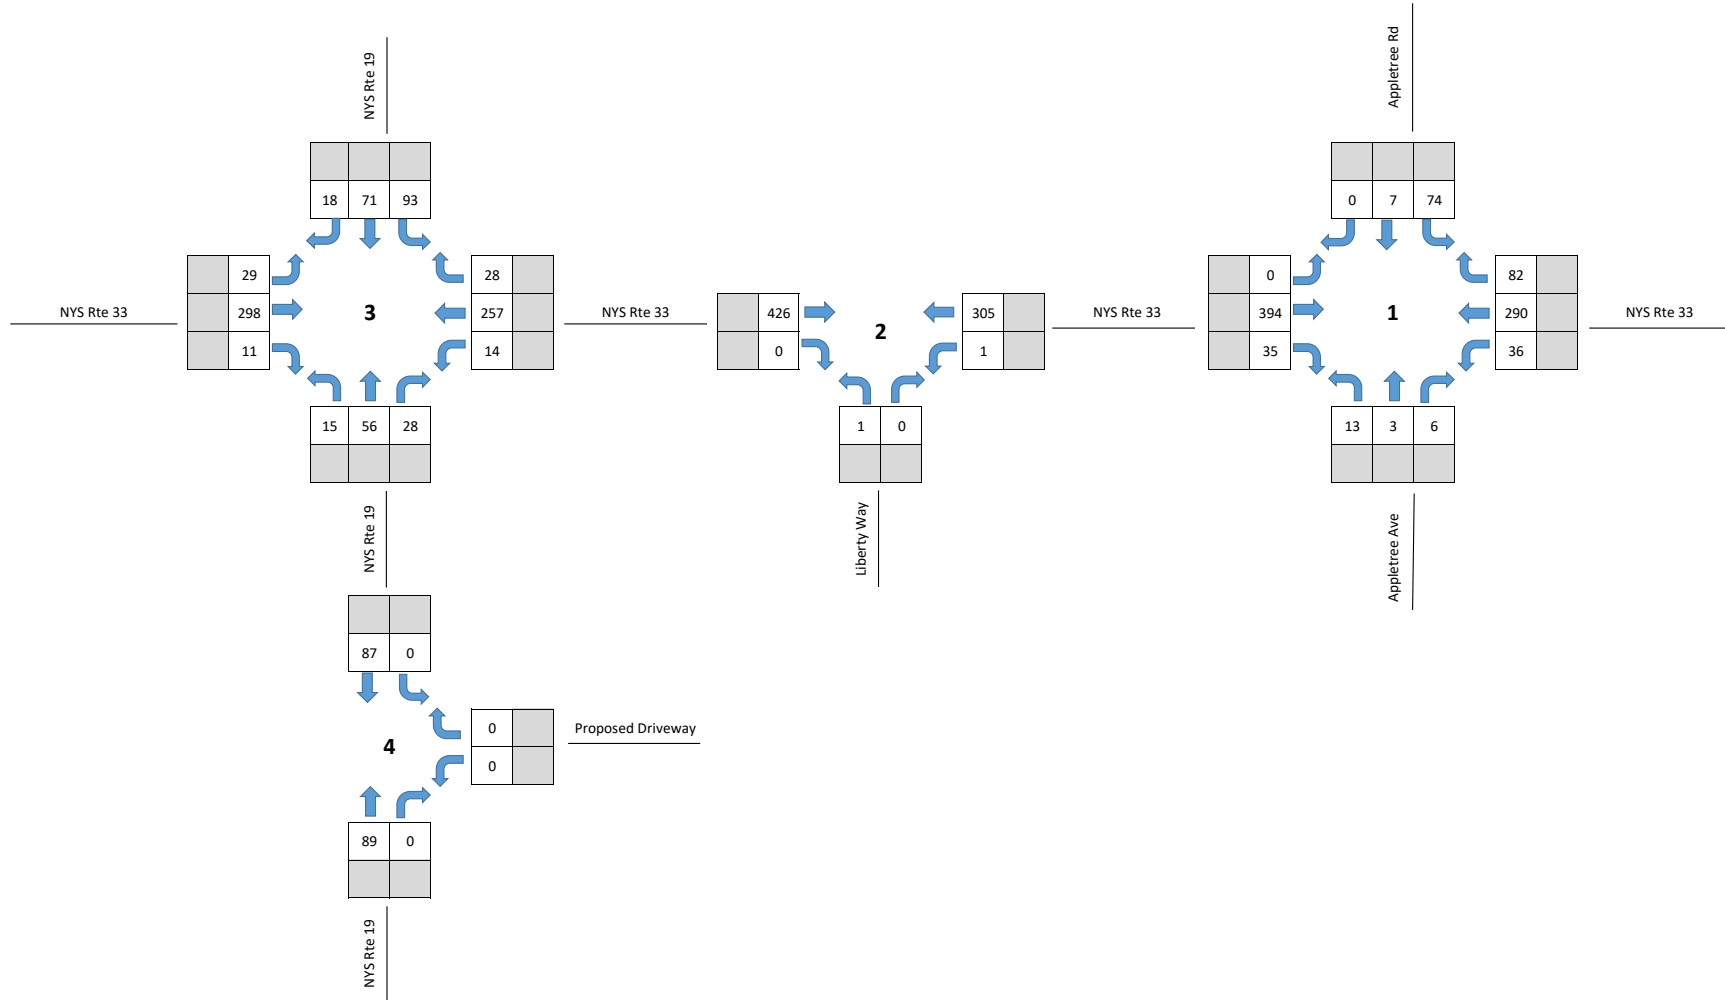 NYS Rte 19
18 71 93
29
298
11
NYS Rte 33
3
28
257
14
15 56 28
NYS Rte 33
426
0
2
305
1
1 0
Liberty Way
NYS Rte 33
Appletree Rd
0 7 74
0
394
35
1
82
290
36
13 3 6
NYS Rte 33
Appletree Ave
NYS Rte 19
87 0
4
0
0
Proposed Driveway
89 0
NYS Rte 19